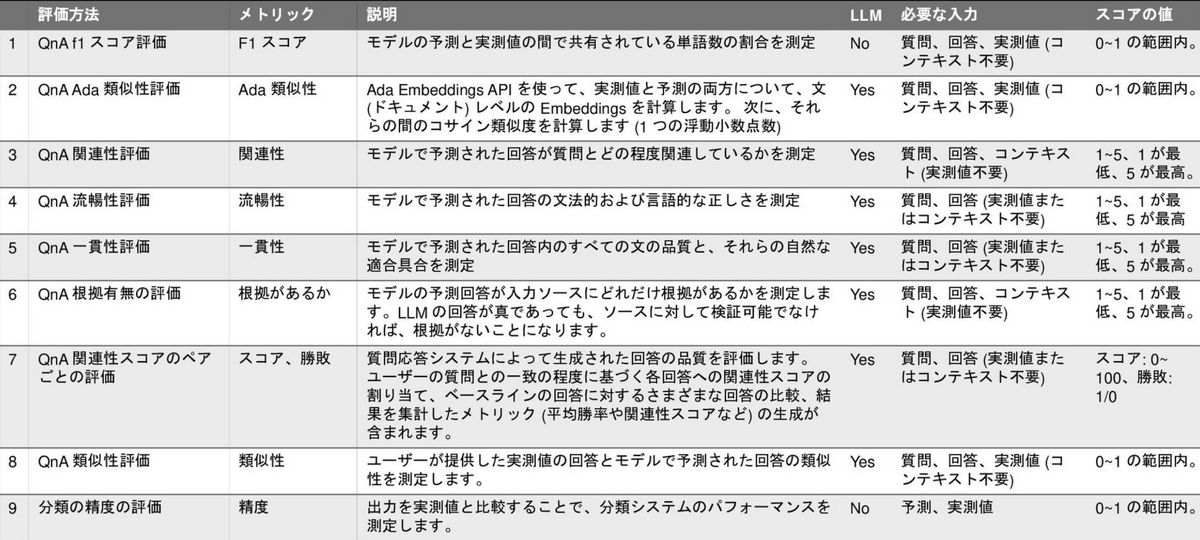 評価方法 メトリック 説明 LLM 必要な入力 スコアの値
1 QnA f1 スコア評価 F1 スコア モデルの予測と実測値の間で共有されている単語数の割合を測定 No 質問、回答、実測値 (コ 0~1 の範囲内。
ンテキスト不要)
2 QnA Ada 類似性評価 Ada 類似性 Ada Embeddings API を使って、実測値と予測の両方について、文 Yes 質問、回答、実測値 (コ 0~1 の範囲内。
(ドキュメント) レベルの Embeddings を計算します。 次に、そ ンテキスト不要)
れらの間のコサイン類似度を計算します (1 つの浮動小数点数)
3 QnA 関連性評価 関連性 モデルで予測された回答が質問とどの程度関連しているかを測定 Yes 質問、回答、コンテキス 1~5、1 が最
ト (実測値不要) 低、5 が最高。
4 QnA 流暢性評価 流暢性 モデルで予測された回答の文法的および言語的な正しさを測定 Yes 質問、回答 (実測値また 1~5、1 が最
はコンテキスト不要) 低、5 が最高
5 QnA 一貫性評価 一貫性 モデルで予測された回答内のすべての文の品質と、それらの自然な Yes 質問、回答 (実測値また 1~5、1 が最
適合具合を測定 はコンテキスト不要) 低、5 が最高。
6 QnA 根拠有無の評価 根拠があるか モデルの予測回答が入力ソースにどれだけ根拠があるかを測定しま Yes 質問、回答、コンテキス 1~5、1 が最
す。LLM の回答が真であっても、ソースに対して検証可能でなけ ト (実測値不要) 低、5 が最高。
れば、根拠がないことになります。
7 QnA 関連性スコアのペア スコア、勝敗 質問応答システムによって生成された回答の品質を評価します。 Yes 質問、回答 (実測値また スコア: 0~
ごとの評価 ユーザーの質問との一致の程度に基づく各回答への関連性スコアの はコンテキスト不要) 100、勝敗:
割り当て、ベースラインの回答に対するさまざまな回答の比較、結 1/0
果を集計したメトリック (平均勝率や関連性スコアなど) の生成が
含まれます。
8 QnA 類似性評価 類似性 ユーザーが提供した実測値の回答とモデルで予測された回答の類似 Yes 質問、回答、実測値 (コ 0~1 の範囲内。
性を測定します。 ンテキスト不要)
9 分類の精度の評価 精度 出力を実測値と比較することで、分類システムのパフォーマンスを No 予測、実測値 0~1 の範囲内。
測定します。